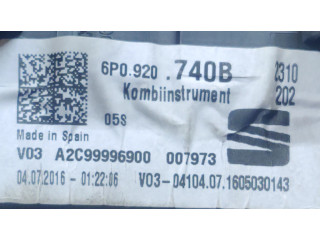 6P0.920 .740B 2310
Kombiinstrument 202
05S
Made in Spain
V03 A2C99996900 007973
04.07.2016 - 01:22:06 V03-04104.07.1605030143